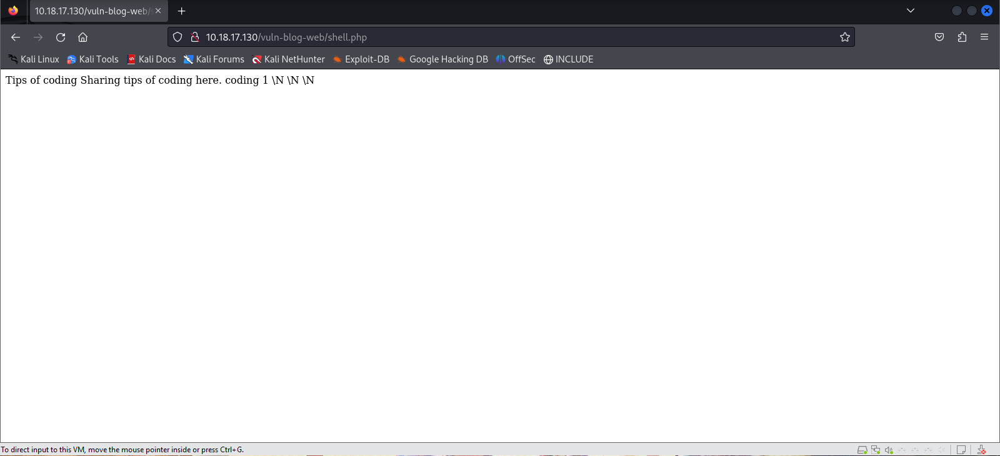 10.18.17.130/vuln-blog-web/
10.18.17.130/vuln-blog-web/shell.php
Kali Linux Kali Tools Kali Docs Kali Forums Kali NetHunter Exploit-DB Google Hacking DB OffSec INCLUDE
Tips of coding Sharing tips of coding here. coding 1 \N \N \N
To direct input to this VM, move the mouse pointer inside or press Ctrl+G.